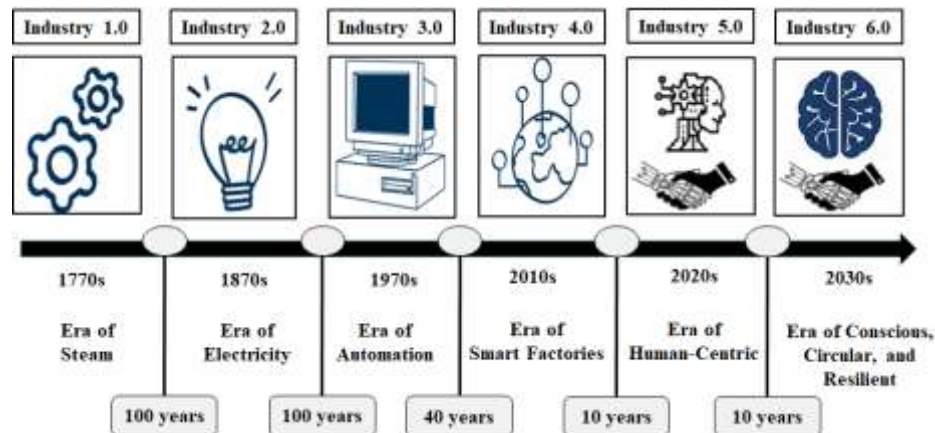 Industry 1.0
Industry 2.0
Industry 3.0
Industry 4.0
Industry 5.0
Industry 6.0
1770s
1870s
1970s
2010s
2020s
2030s
Era of
Steam
Era of
Electricity
Era of
Automation
Era of
Smart Factories
Era of
Human-Centric
Era of Conscious,
Circular, and
Resilient
100 years
100 years
40 years
10 years
10 years